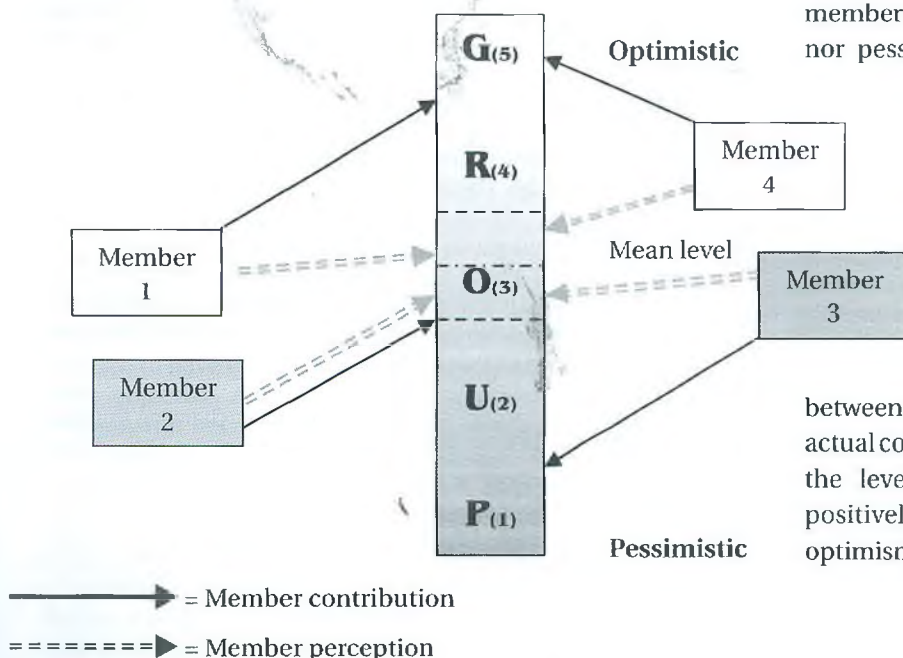 member
nor pess
G(5)
Optimistic
R(4)
Member
4
Mean level
Member
1
O(3)
Member
3
Member
2
U(2)
between
actual co
the leve
positivel
optimisn
P(1)
Pessimistic
= Member contribution
= Member perception